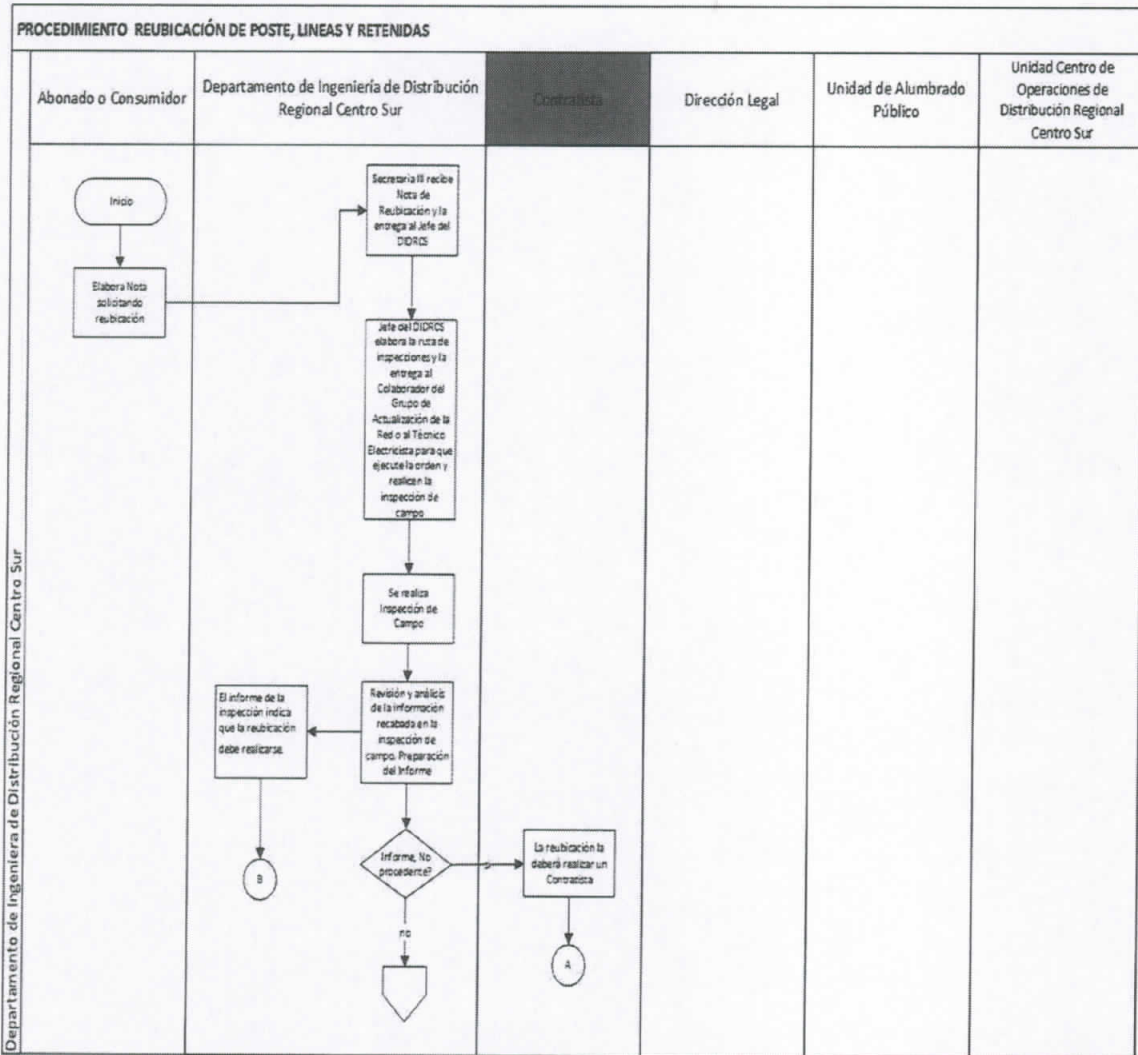 PROCEDIMIENTO REUBICACIÓN DE POSTE, LINEAS Y RETENIDAS
Abonado o Consumidor
Departamento de Ingeniería de Distribución
Regional Centro Sur
Contratista
Dirección Legal
Unidad de Alumbrado
Público
Unidad Centro de
Operaciones de
Distribución Regional
Centro Sur
Departamento de Ingeniera de Distribución Regional Centro Sur
Inicio
Elabora Nota
solicitando
reubicación
Secretaria III recibe
Nota de
Reubicación y la
entrega al Jefe del
DIDRCS
Jefe del DIDRCS
elabora la ruta de
inspecciones y la
entrega al
Colaborador del
Grupo de
Actualización de la
Red o al Técnico
Electricista para que
ejecute la orden y
realicen la
inspección de
campo
Se realiza
Inspección de
Campo
Revisión y análisis
de la información
recabada en la
inspección de
campo. Preparación
del Informe
El informe de la
inspección indica
que la reubicación
debe realizarse.
B
Informe, No
procedente?
no
La reubicación la
deberá realizar un
Contratista
A